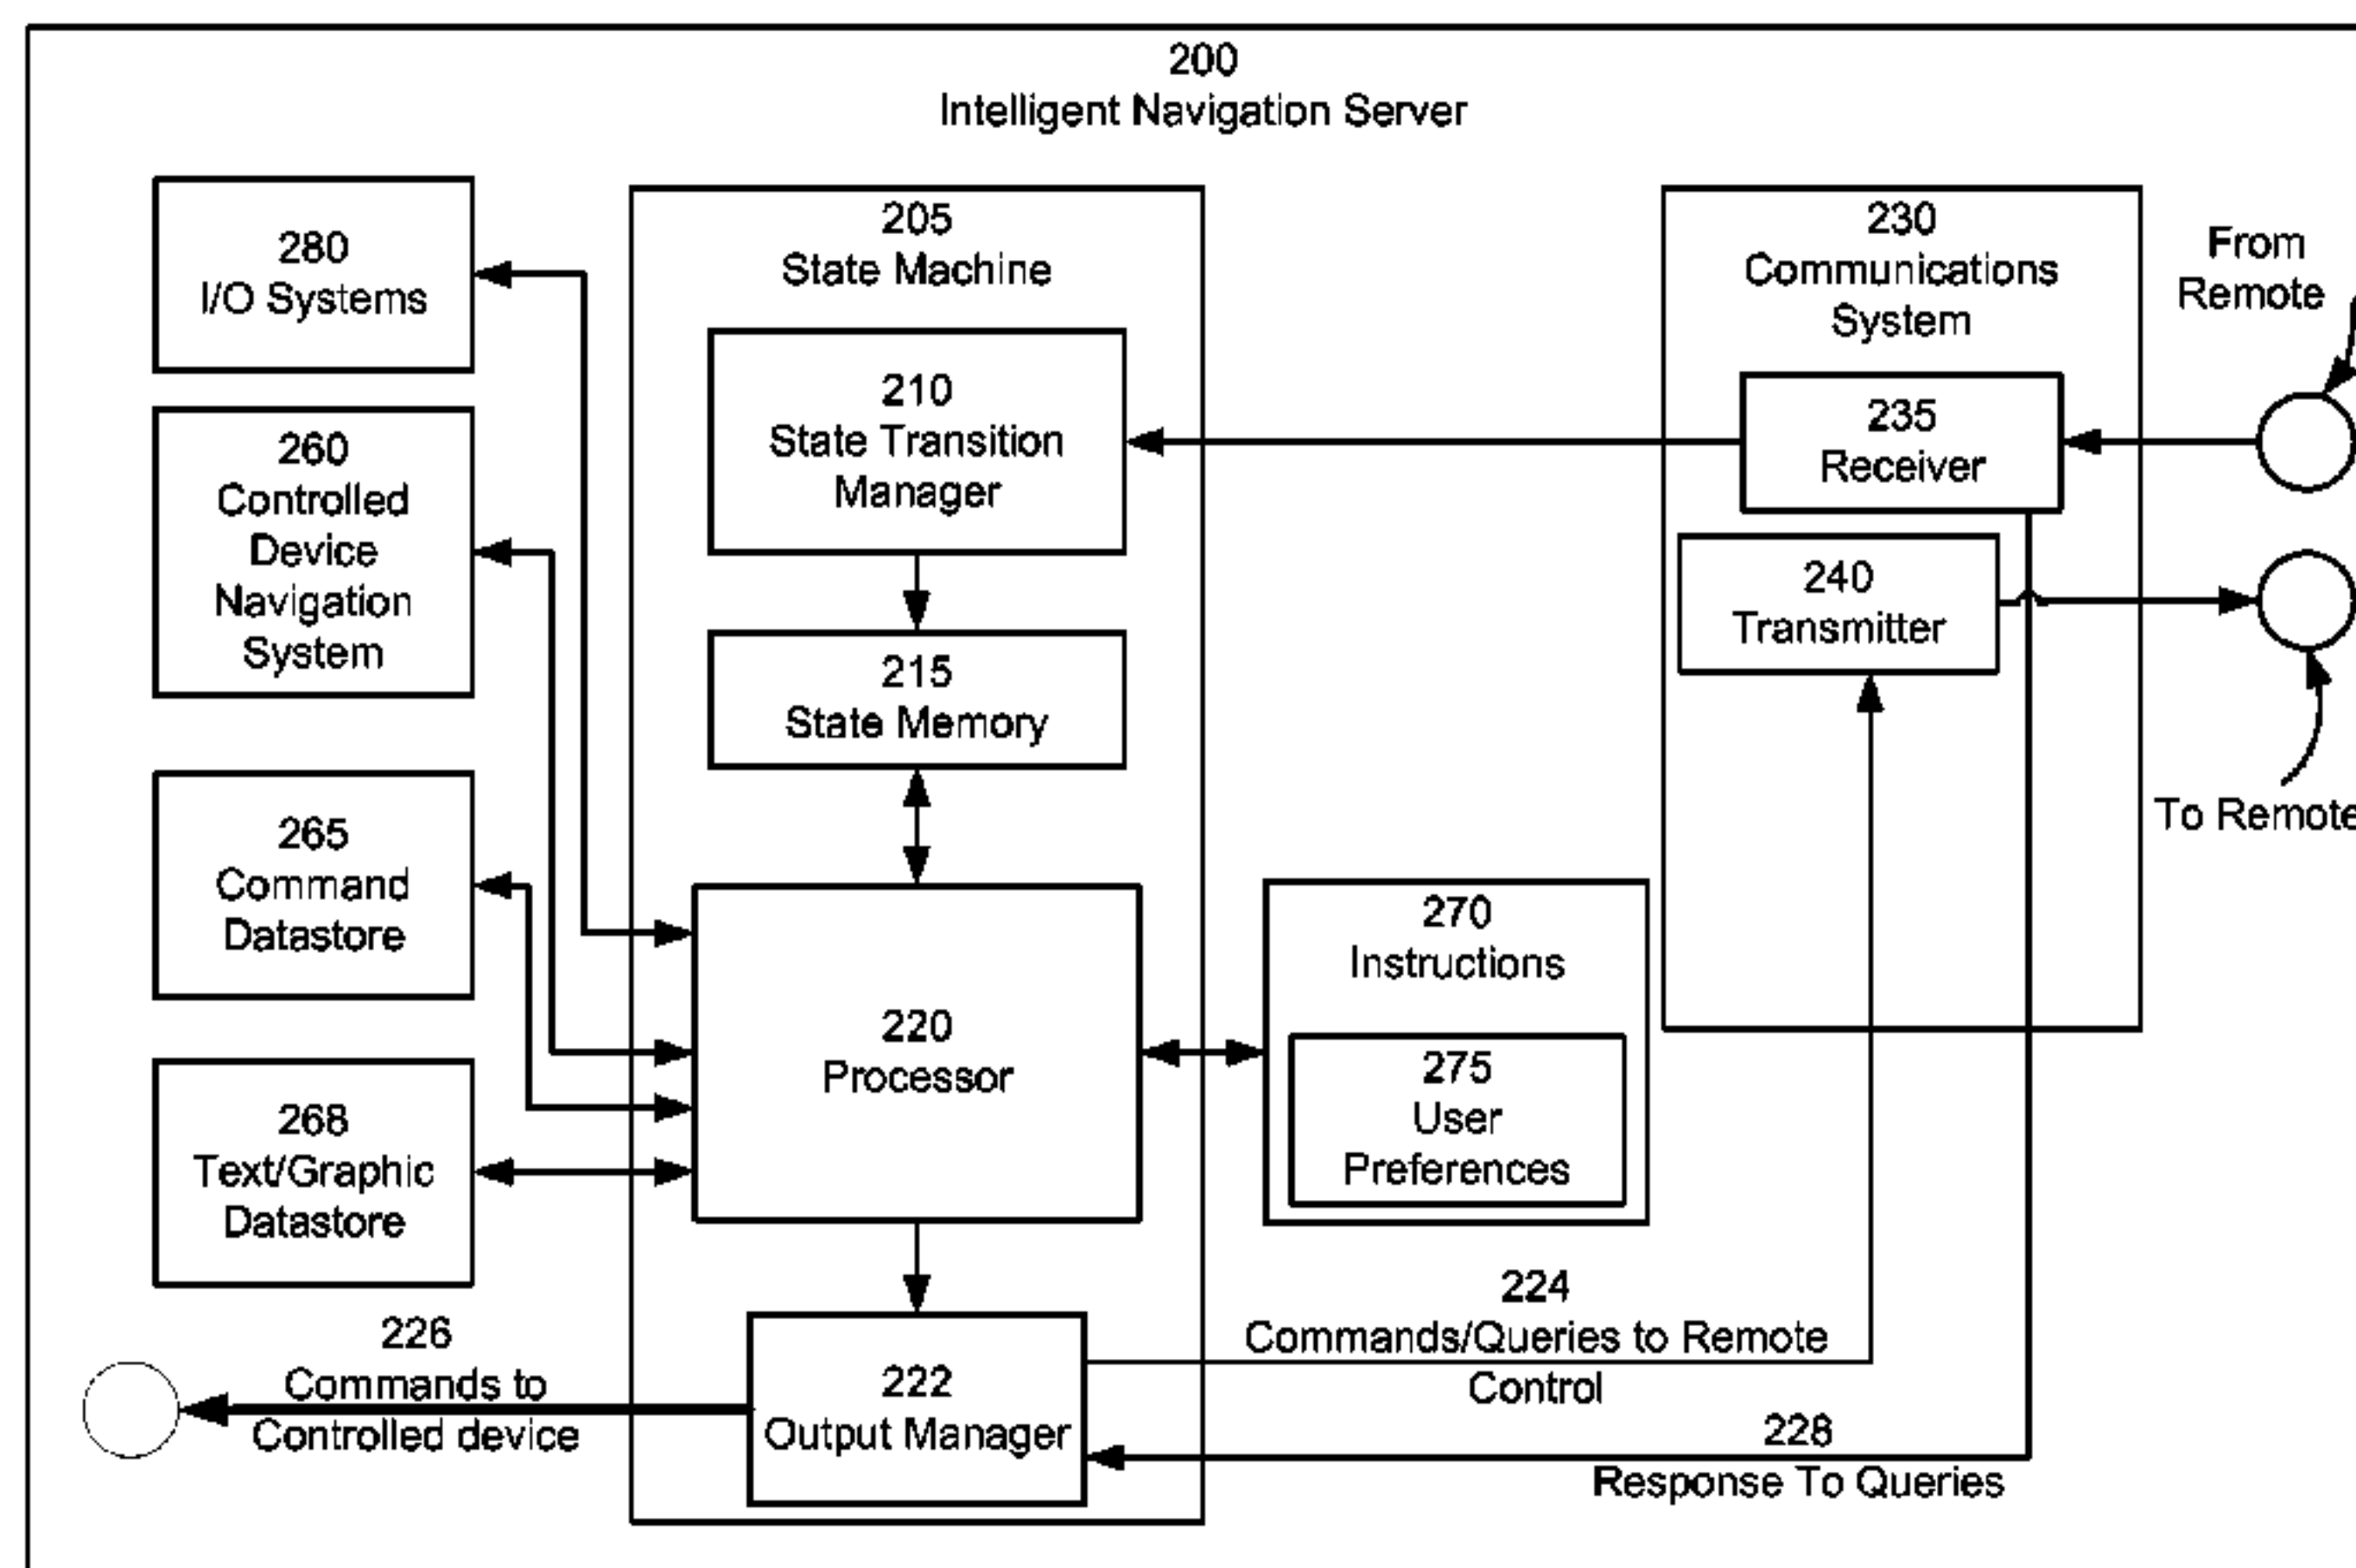 200
Intelligent Navigation Server
280
I/O Systems
260
Controlled
Device
Navigation
System
265
Command
Datastore
268
Text/Graphic
Datastore
226
Commands to
Controlled device
205
State Machine
210
State Transition
Manager
215
State Memory
220
Processor
222
Output Manager
270
Instructions
275
User
Preferences
224
Commands/Queries to Remote
Control
228
Response To Queries
230
Communications
System
235
Receiver
240
Transmitter
From
Remote
To Remote